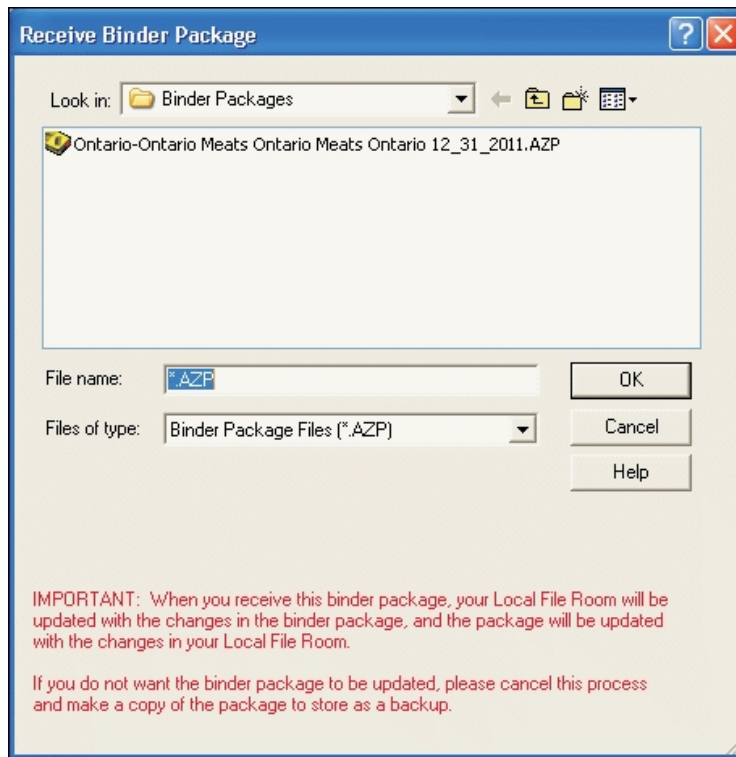 Receive Binder Package
Look in: Binder Packages
Ontario-Ontario Meats Ontario Meats Ontario 12_31_2011.AZP
File name: *.AZP OK
Files of type: Binder Package Files (*.AZP) Cancel
Help
IMPORTANT: When you receive this binder package, your Local File Room will be
updated with the changes in the binder package, and the package will be updated
with the changes in your Local File Room.
If you do not want the binder package to be updated, please cancel this process
and make a copy of the package to store as a backup.